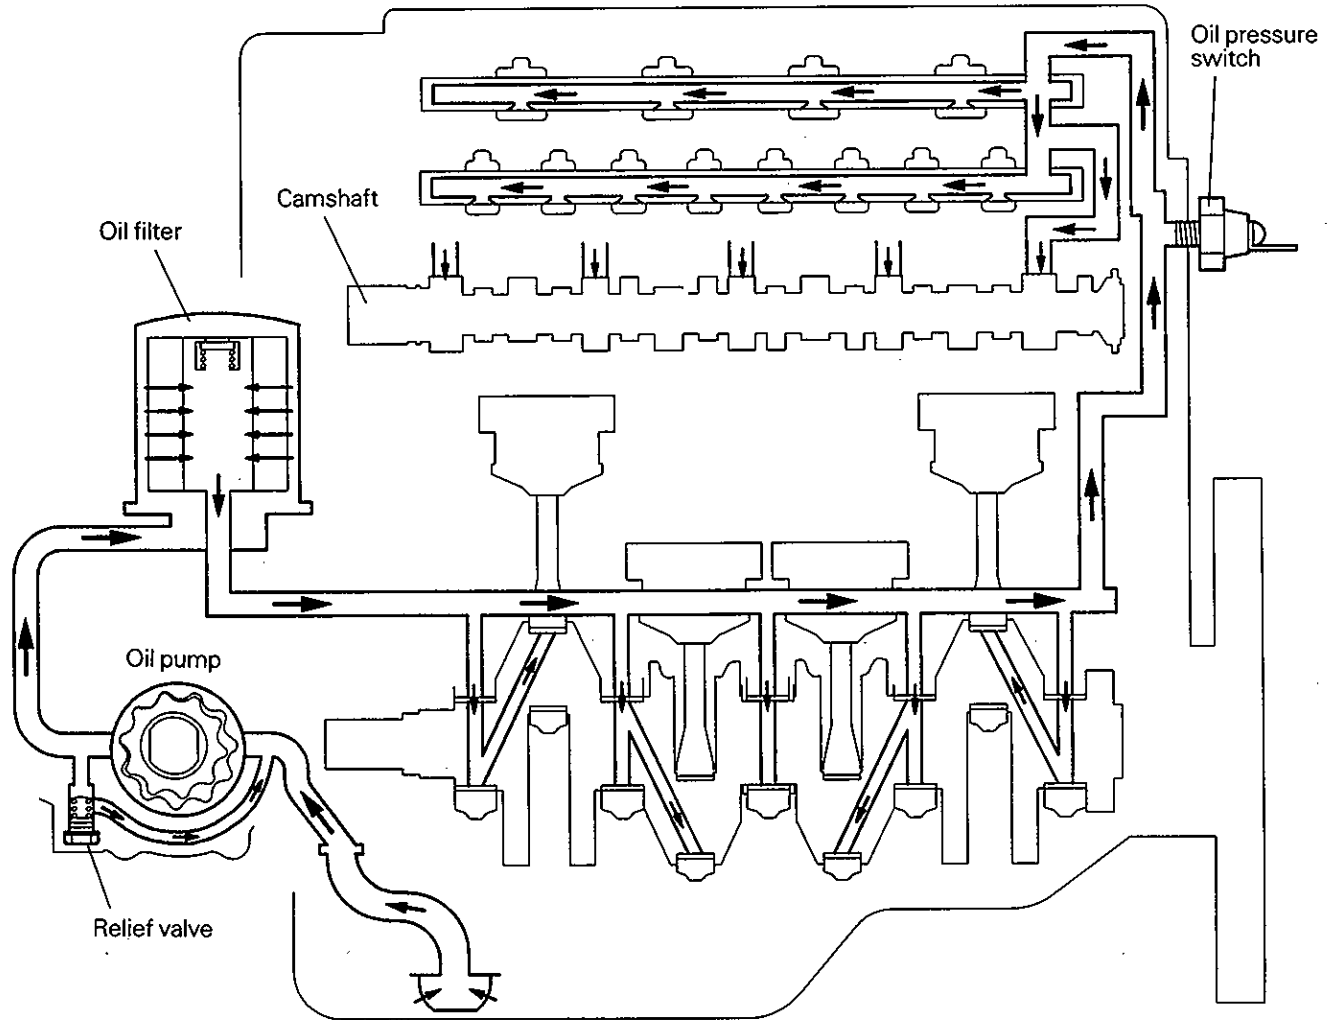 Oil pressure
switch
Camshaft
Oil filter
Oil pump
Relief valve